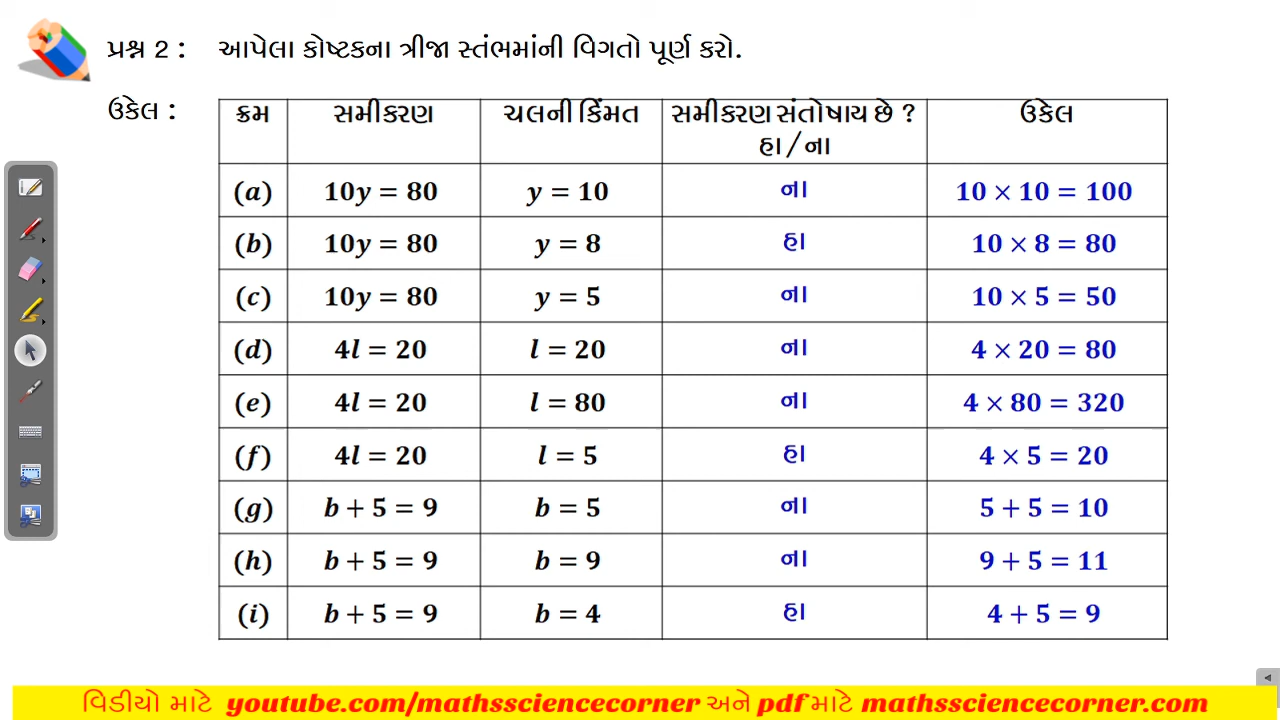 પ્રશ્ન 2 : આપેલા કોષ્ટકના ત્રીજા સ્તંભમાંની વિગતો પૂર્ણ કરો.
ઉકેલ :
ક્રમ સમીકરણ ચલની કિંમત સમીકરણ સંતોષાય છે ? હા / ના ઉકેલ
(a) 10y = 80 y = 10 ના 10 × 10 = 100
(b) 10y = 80 y = 8 હા 10 × 8 = 80
(c) 10y = 80 y = 5 ના 10 × 5 = 50
(d) 4l = 20 l = 20 ના 4 × 20 = 80
(e) 4l = 20 l = 80 ના 4 × 80 = 320
(f) 4l = 20 l = 5 હા 4 × 5 = 20
(g) b + 5 = 9 b = 5 ના 5 + 5 = 10
(h) b + 5 = 9 b = 9 ના 9 + 5 = 11
(i) b + 5 = 9 b = 4 હા 4 + 5 = 9
વિડીયો માટે youtube.com/mathssciencecorner અને pdf માટે mathssciencecorner.com